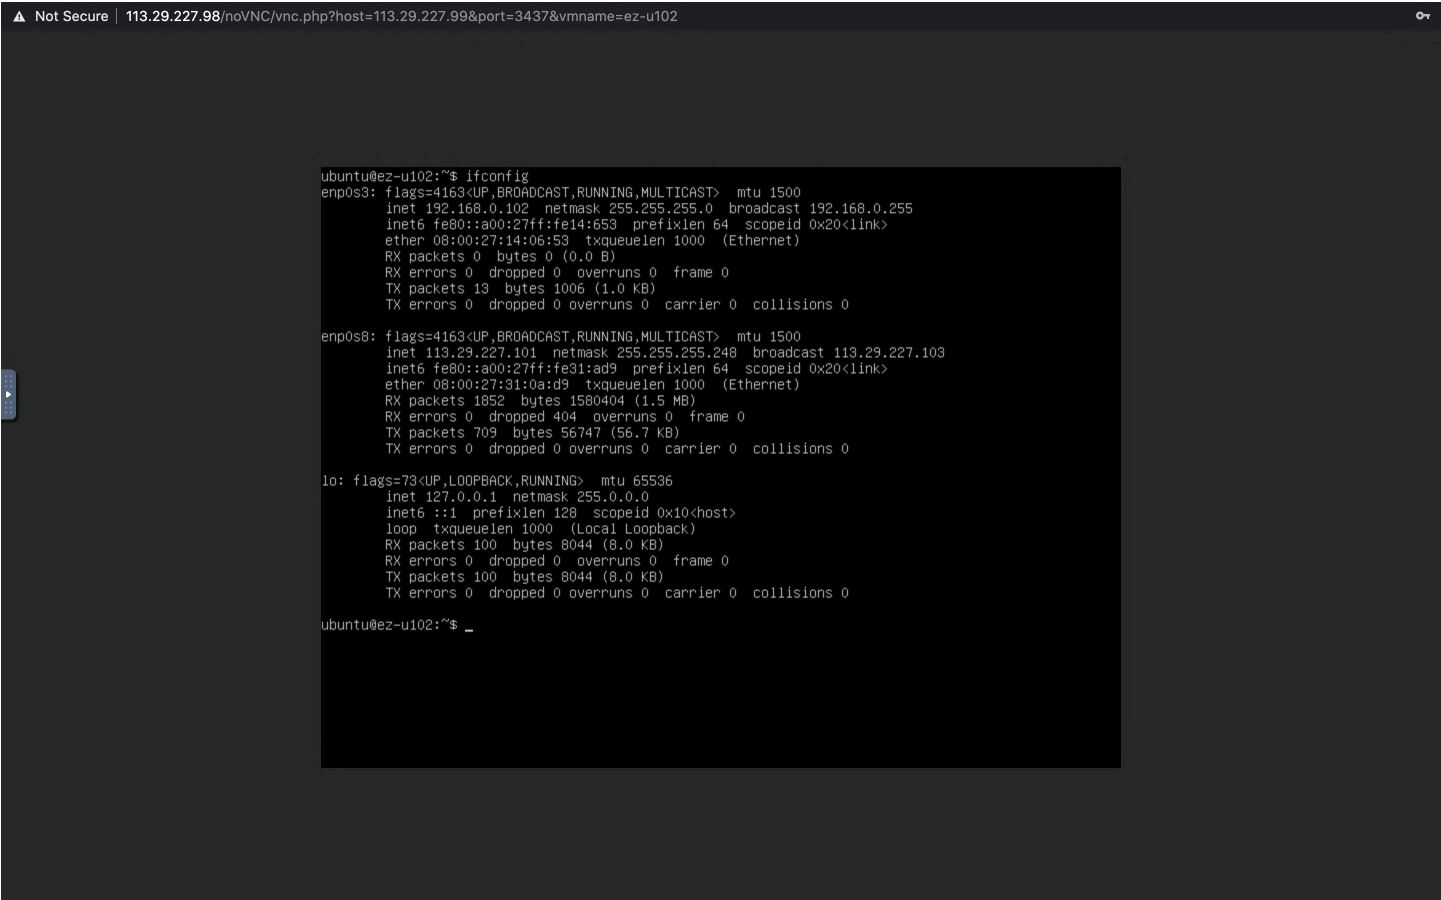 Not Secure | 113.29.227.98/noVNC/vnc.php?host=113.29.227.99&port=3437&vmname=ez-u102
ubuntu@ez-u102:~$ ifconfig
enp0s3: flags=4163<UP,BROADCAST,RUNNING,MULTICAST>  mtu 1500
        inet 192.168.0.102  netmask 255.255.255.0  broadcast 192.168.0.255
        inet6 fe80::a00:27ff:fe14:653  prefixlen 64  scopeid 0x20<link>
        ether 08:00:27:14:06:53  txqueuelen 1000  (Ethernet)
        RX packets 0  bytes 0 (0.0 B)
        RX errors 0  dropped 0  overruns 0  frame 0
        TX packets 13  bytes 1006 (1.0 KB)
        TX errors 0  dropped 0 overruns 0  carrier 0  collisions 0
enp0s8: flags=4163<UP,BROADCAST,RUNNING,MULTICAST>  mtu 1500
        inet 113.29.227.101  netmask 255.255.255.248  broadcast 113.29.227.103
        inet6 fe80::a00:27ff:fe31:ad9  prefixlen 64  scopeid 0x20<link>
        ether 08:00:27:31:0a:d9  txqueuelen 1000  (Ethernet)
        RX packets 1852  bytes 1580404 (1.5 MB)
        RX errors 0  dropped 404  overruns 0  frame 0
        TX packets 709  bytes 56747 (56.7 KB)
        TX errors 0  dropped 0 overruns 0  carrier 0  collisions 0
lo: flags=73<UP,LOOPBACK,RUNNING>  mtu 65536
        inet 127.0.0.1  netmask 255.0.0.0
        inet6 ::1  prefixlen 128  scopeid 0x10<host>
        loop  txqueuelen 1000  (Local Loopback)
        RX packets 100  bytes 8044 (8.0 KB)
        RX errors 0  dropped 0  overruns 0  frame 0
        TX packets 100  bytes 8044 (8.0 KB)
        TX errors 0  dropped 0 overruns 0  carrier 0  collisions 0
ubuntu@ez-u102:~$ _